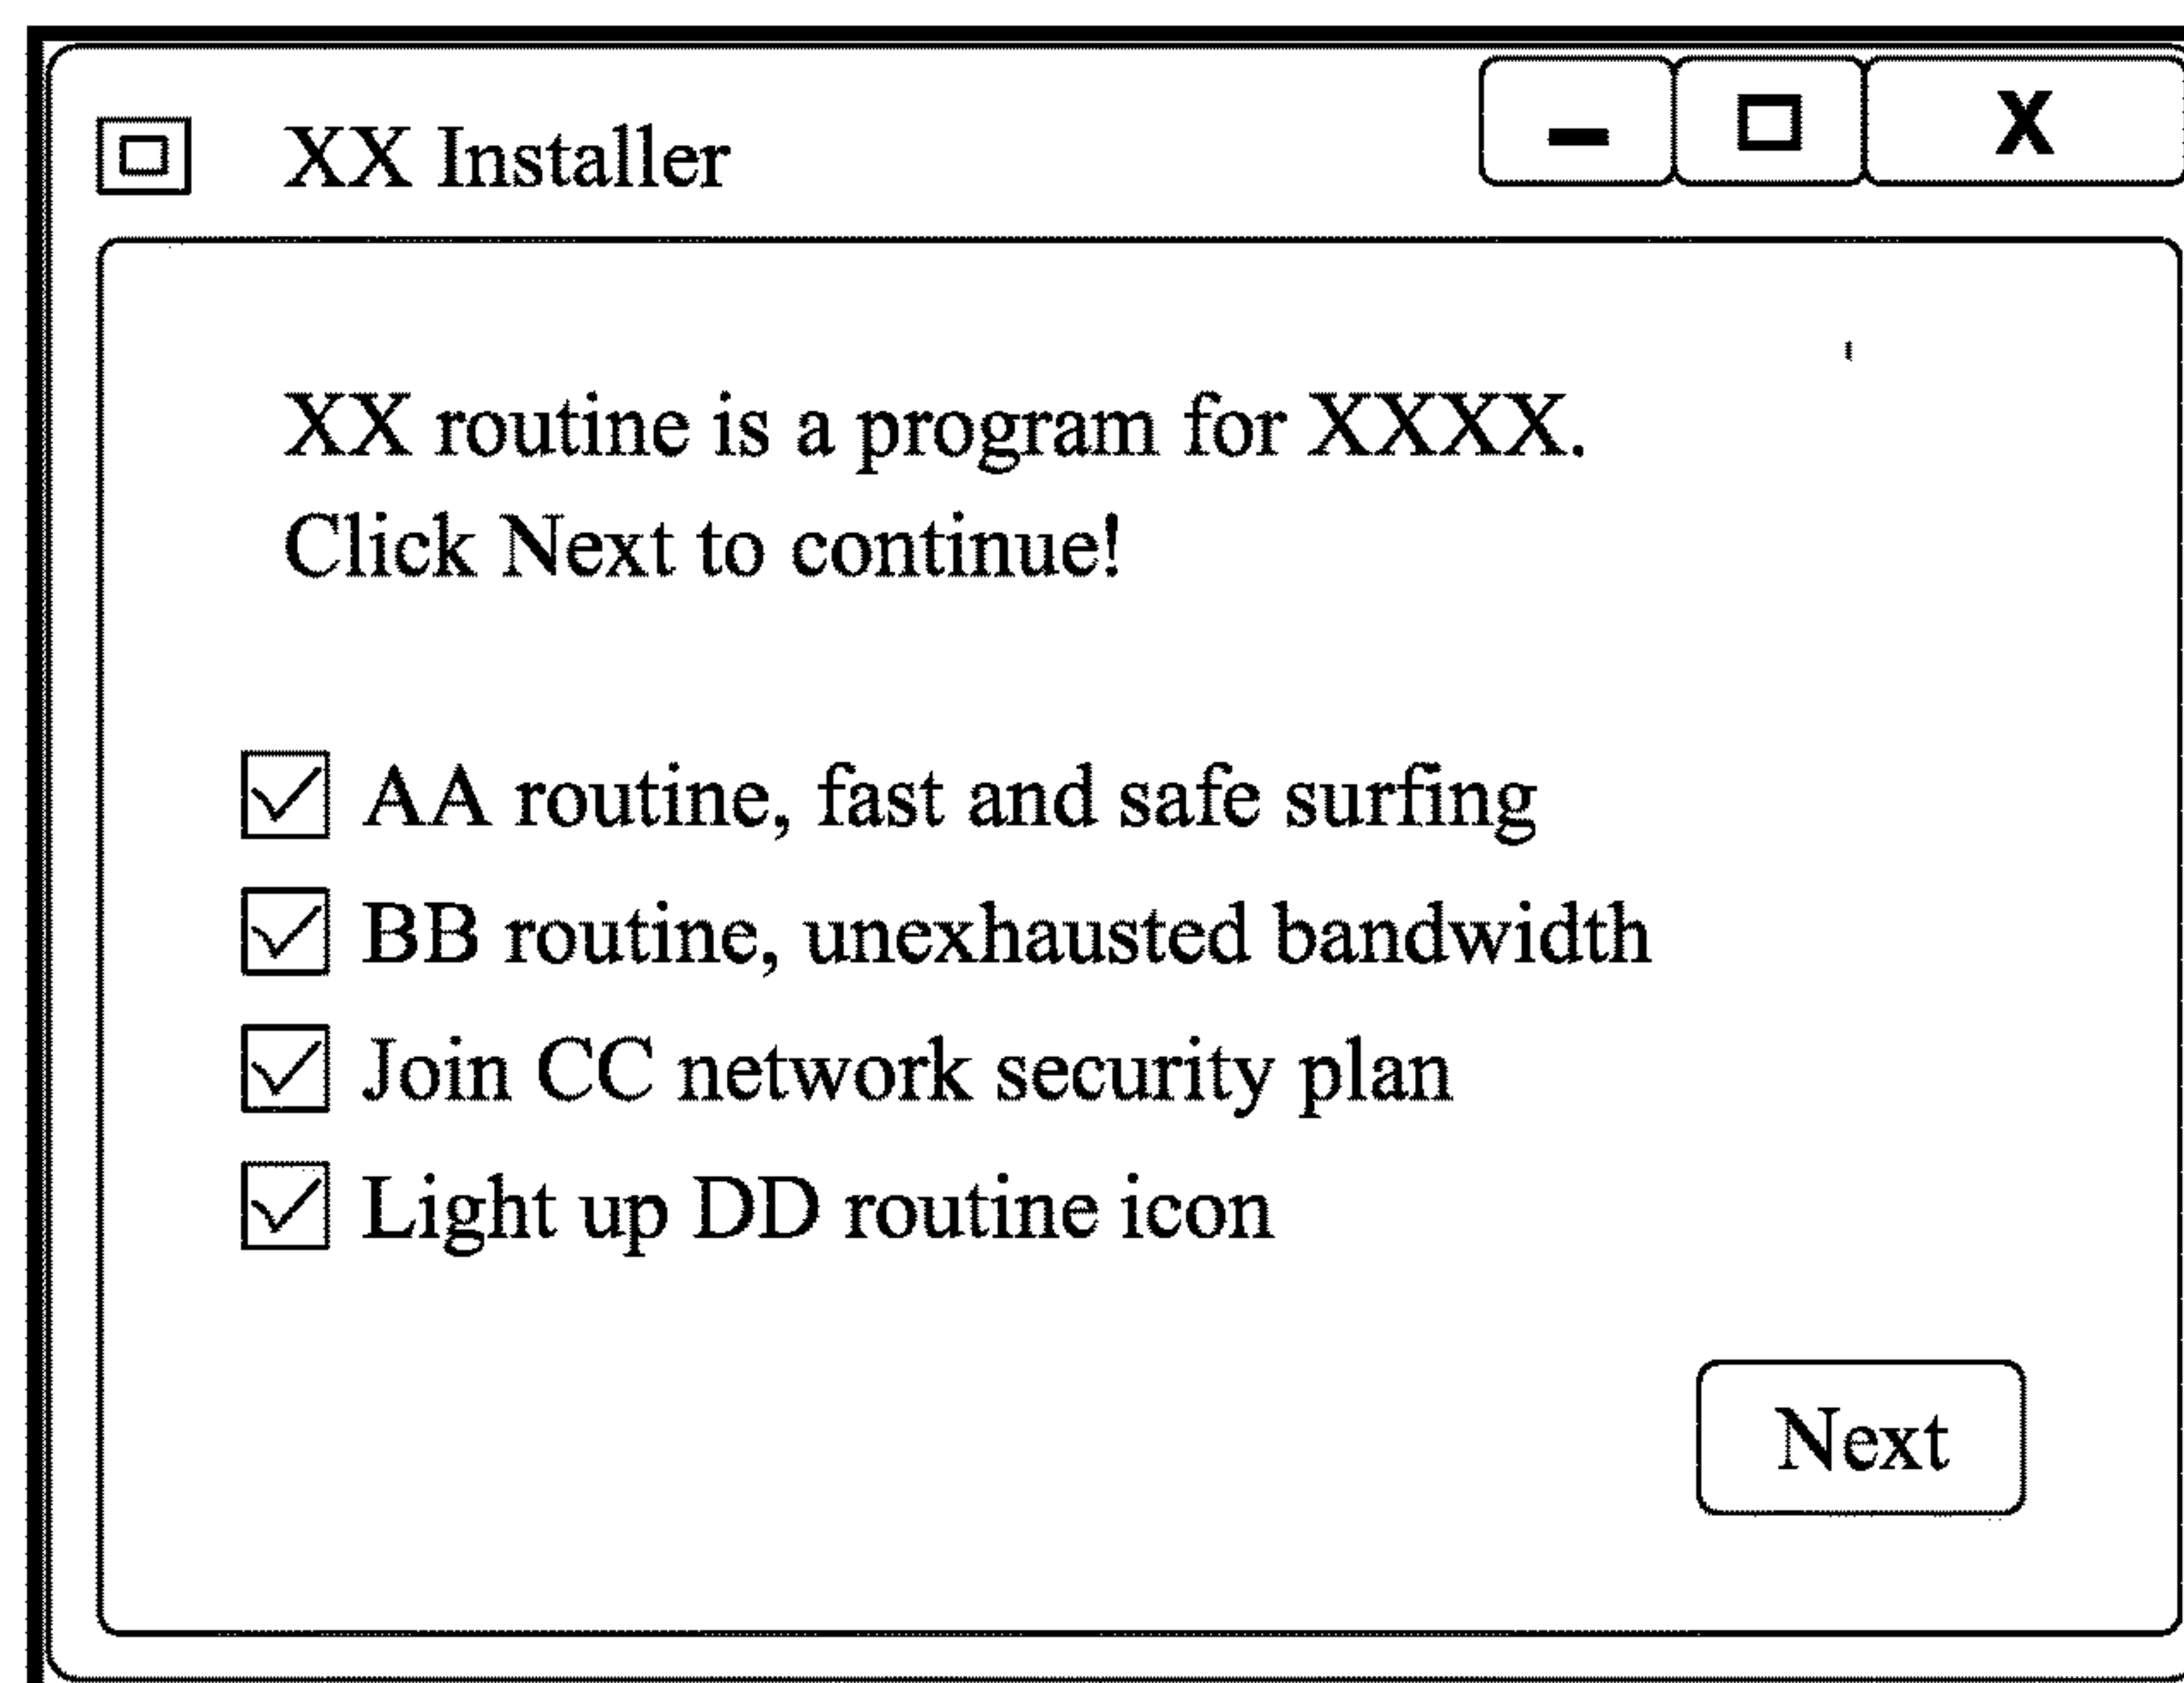 XX Installer
X
XX routine is a program for XXXX.
Click Next to continue!
AA routine, fast and safe surfing
BB routine, unexhausted bandwidth
Join CC network security plan
Light up DD routine icon
Next